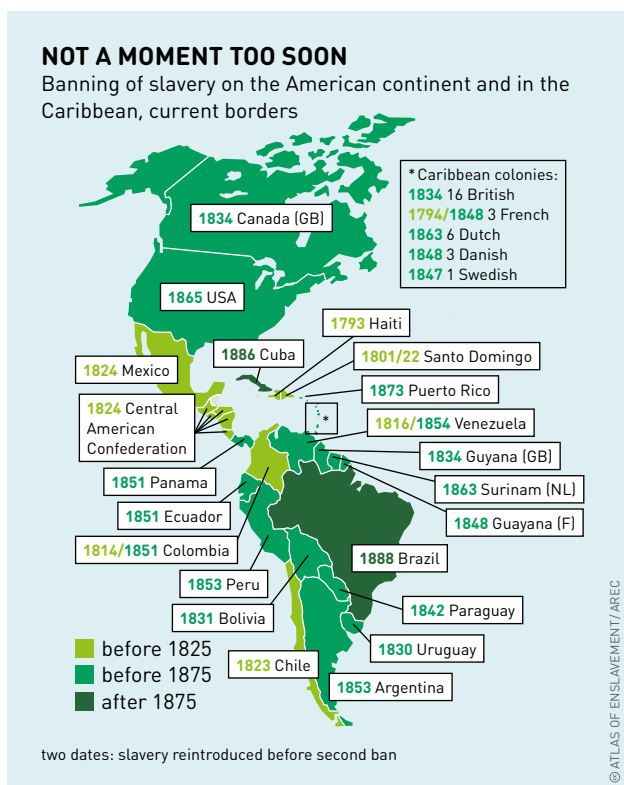 NOT A MOMENT TOO SOON
Banning of slavery on the American continent and in the
Caribbean, current borders
* Caribbean colonies:
1834 16 British
1794/1848 3 French
1863 6 Dutch
1848 3 Danish
1847 1 Swedish
1834 Canada (GB)
1865 USA
1793 Haiti
1886 Cuba
1801/22 Santo Domingo
1824 Mexico
1873 Puerto Rico
1824 Central
American
Confederation
*
1816/1854 Venezuela
1834 Guyana (GB)
1851 Panama
1863 Surinam (NL)
1851 Ecuador
1848 Guayana (F)
1814/1851 Colombia
1888 Brazil
1853 Peru
1842 Paraguay
1831 Bolivia
1830 Uruguay
1823 Chile
1853 Argentina
before 1825
before 1875
after 1875
two dates: slavery reintroduced before second ban
cc ATLAS OF ENSLAVEMENT / AREC